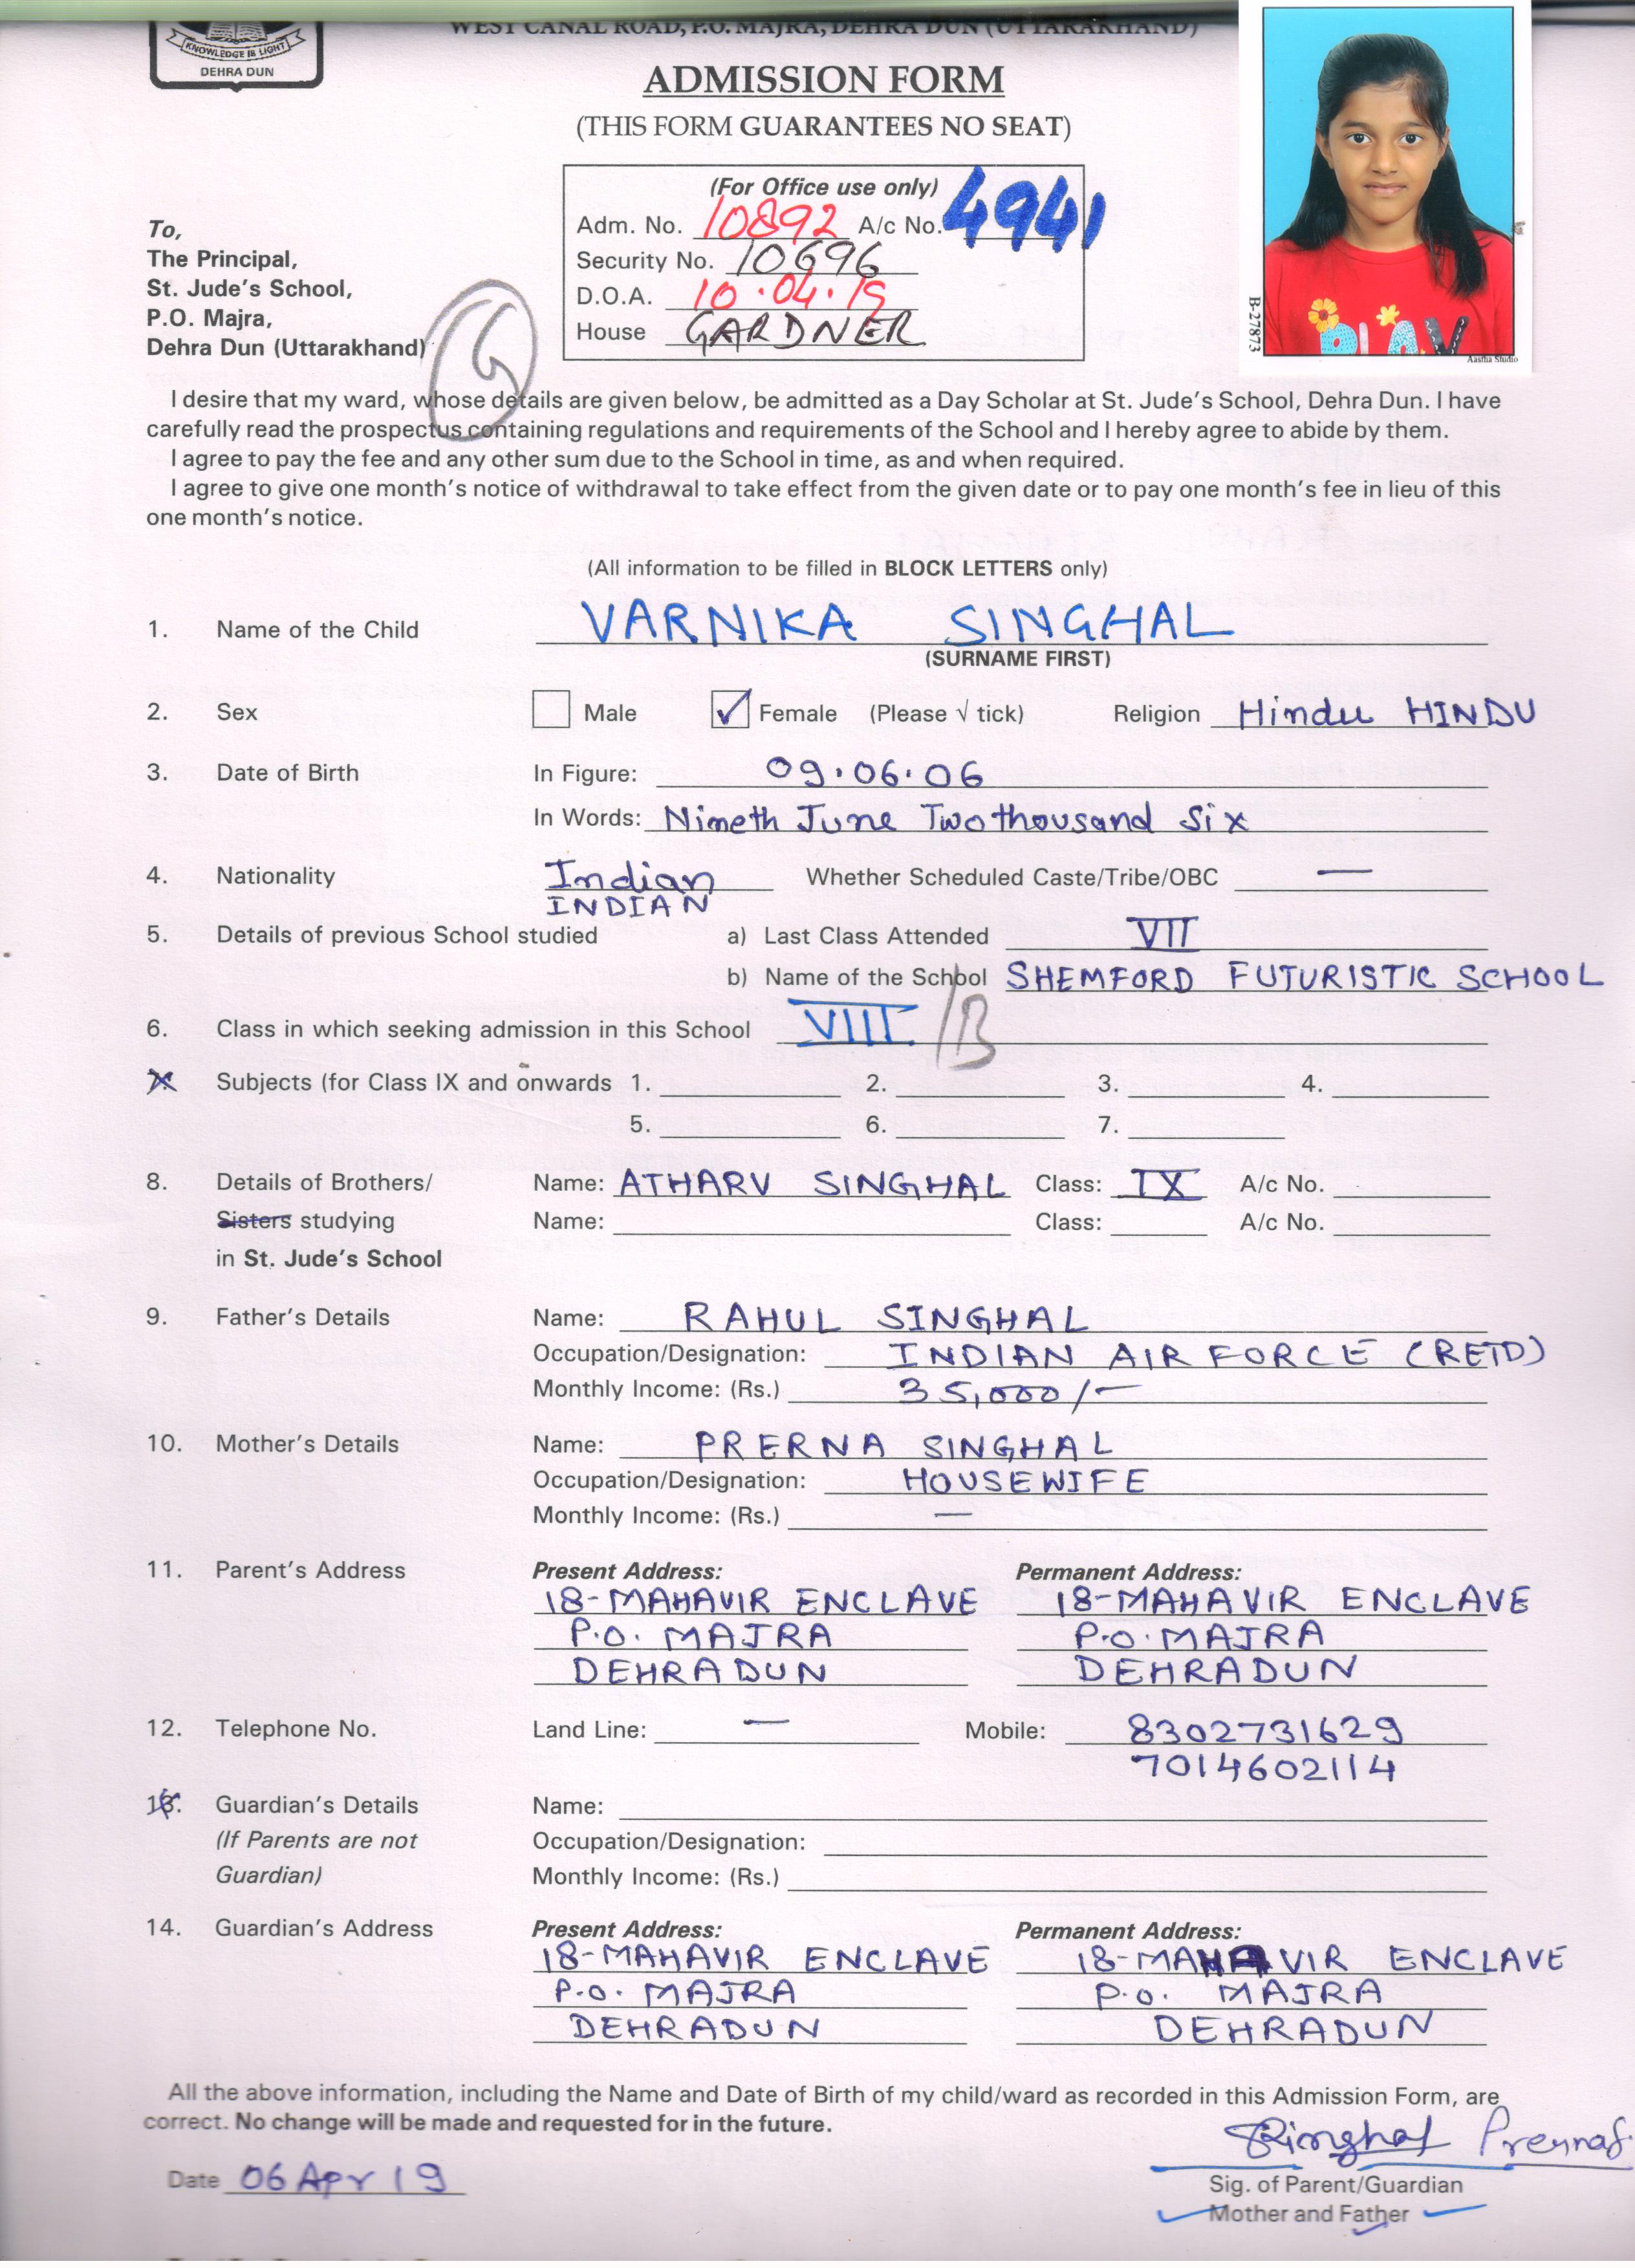 WEST CANAL ROAD, P.O. MAJRA, DEHRA DUN (UTTARAKHAND)
KNOWLEDGE IS LIGHT
DEHRA DUN
ADMISSION FORM
(THIS FORM GUARANTEES NO SEAT)
(For Office use only)
Adm. No. 10892 A/c No. 4941
Security No. 10696
D.O.A. 10.04.19
House GARDNER
B-27873
PLAY
Aastha Studio
To,
The Principal,
St. Jude's School,
P.O. Majra,
Dehra Dun (Uttarakhand)
G
I desire that my ward, whose details are given below, be admitted as a Day Scholar at St. Jude's School, Dehra Dun. I have
carefully read the prospectus containing regulations and requirements of the School and I hereby agree to abide by them.
I agree to pay the fee and any other sum due to the School in time, as and when required.
I agree to give one month's notice of withdrawal to take effect from the given date or to pay one month's fee in lieu of this
one month's notice.
(All information to be filled in BLOCK LETTERS only)
1. Name of the Child VARNIKA SINGHAL
(SURNAME FIRST)
2. Sex Male ✓ Female (Please √ tick) Religion Hindu HINDU
3. Date of Birth In Figure: 09.06.06
In Words: Nineth June Two thousand Six
4. Nationality Indian Whether Scheduled Caste/Tribe/OBC —
INDIAN
5. Details of previous School studied a) Last Class Attended VII
b) Name of the School SHEMFORD FUTURISTIC SCHOOL
6. Class in which seeking admission in this School VIII /B
7. Subjects (for Class IX and onwards 1. 2. 3. 4.
5. 6. 7.
8. Details of Brothers/ Name: ATHARV SINGHAL Class: IX A/c No.
Sisters studying Name: Class: A/c No.
in St. Jude's School
9. Father's Details Name: RAHUL SINGHAL
Occupation/Designation: INDIAN AIR FORCE (RETD)
Monthly Income: (Rs.) 35,000/-
10. Mother's Details Name: PRERNA SINGHAL
Occupation/Designation: HOUSEWIFE
Monthly Income: (Rs.) —
11. Parent's Address Present Address: Permanent Address:
18-MAHAVIR ENCLAVE 18-MAHAVIR ENCLAVE
P.O. MAJRA P.O. MAJRA
DEHRADUN DEHRADUN
12. Telephone No. Land Line: — Mobile: 8302731629
7014602114
13. Guardian's Details Name:
(If Parents are not Occupation/Designation:
Guardian) Monthly Income: (Rs.)
14. Guardian's Address Present Address: Permanent Address:
18-MAHAVIR ENCLAVE 18-MAHAVIR ENCLAVE
P.O. MAJRA P.O. MAJRA
DEHRADUN DEHRADUN
All the above information, including the Name and Date of Birth of my child/ward as recorded in this Admission Form, are
correct. No change will be made and requested for in the future.
RSinghal PrernaS
Date 06 Apr 19 Sig. of Parent/Guardian
Mother and Father